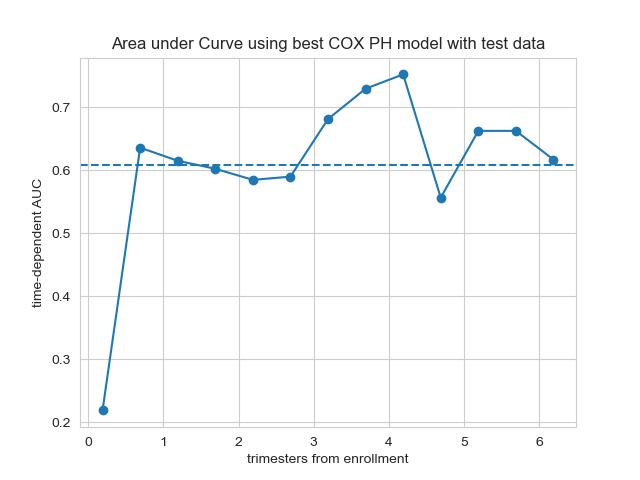 Area under Curve using best COX PH model with test data
time-dependent AUC
0.7
0.6
0.5
0.4
0.3
0.2
0 1 2 3 4 5 6
trimesters from enrollment